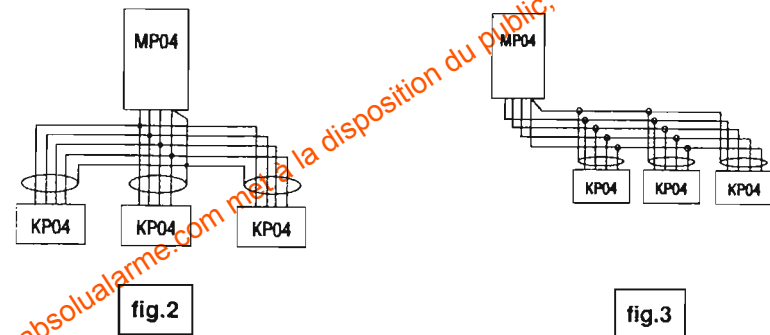 MP04
KP04
KP04
KP04
fig.2
MP04
KP04
KP04
KP04
fig.3
absolualarme.com met à la disposition du public,